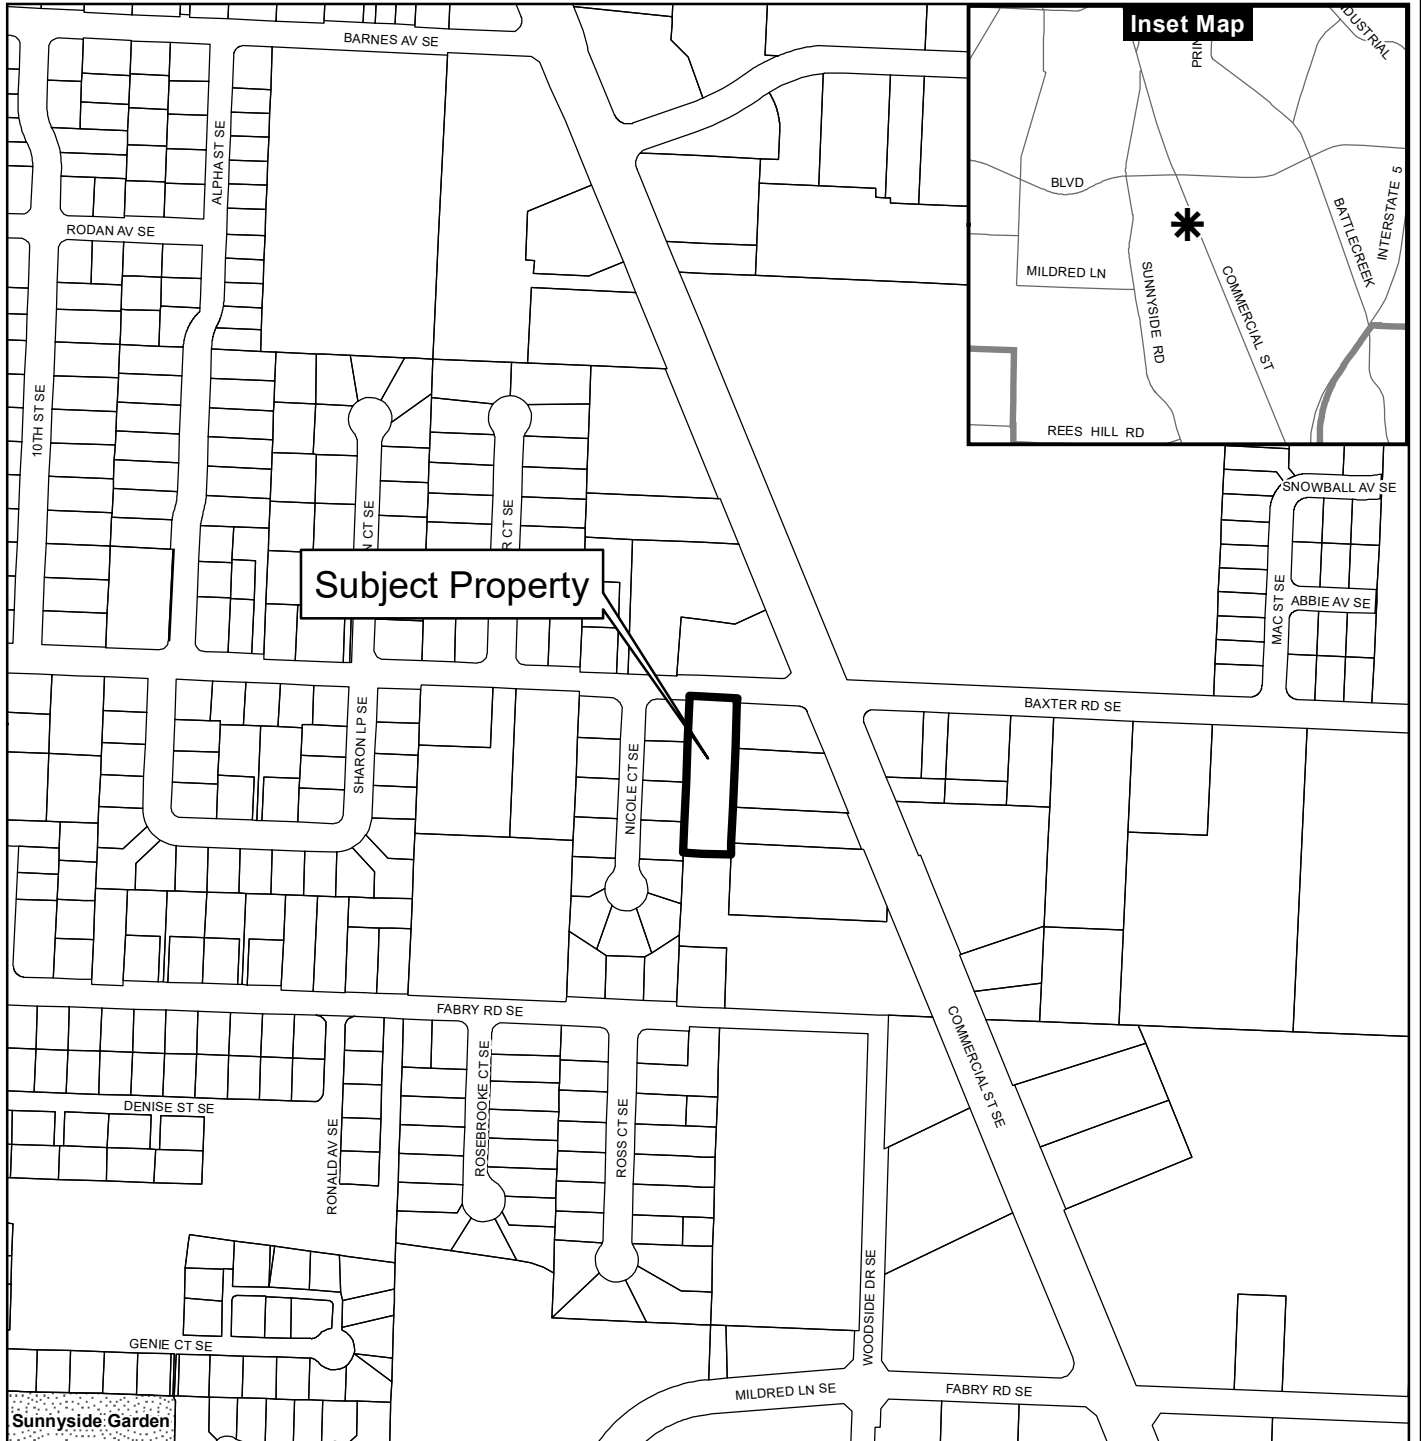 BARNES AV SE
Inset Map
INDUSTRIAL
BLVD
INTERSTATE 5
BATTLECREEK
MILDRED LN
SUNNYSIDE RD
COMMERCIAL ST
REES HILL RD
ALPHA ST SE
RODAN AV SE
10TH ST SE
SNOWBALL AV SE
CT SE
CT SE
Subject Property
ABBIE AV SE
MAC ST SE
BAXTER RD SE
SHARON LP SE
NICOLE CT SE
FABRY RD SE
COMMERCIAL ST SE
ROSEBROOKE CT SE
ROSS CT SE
DENISE ST SE
RONALD AV SE
WOODSIDE DR SE
GENIE CT SE
MILDRED LN SE
FABRY RD SE
Sunnyside Garden